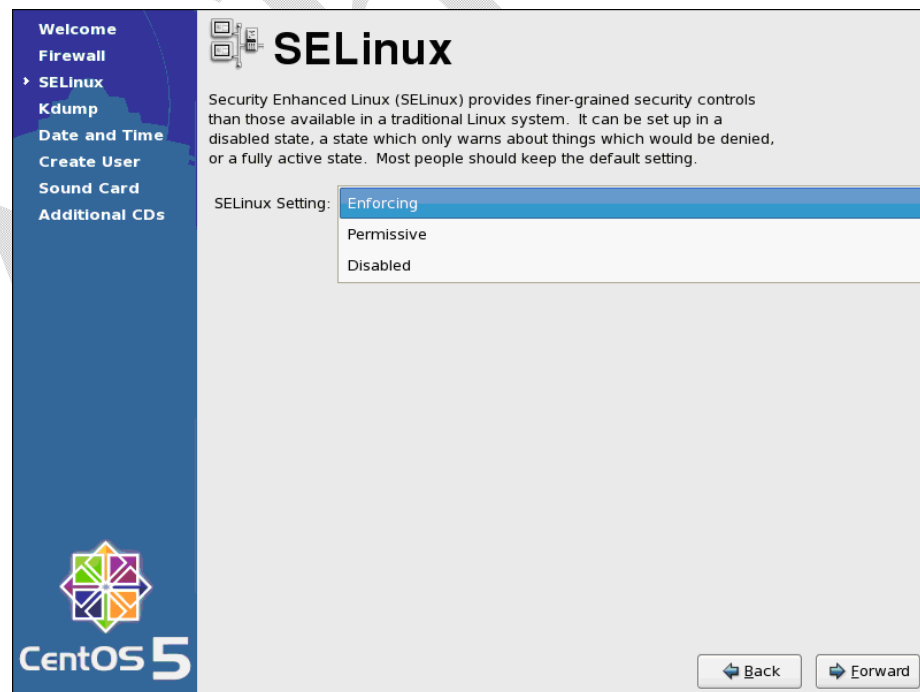 Welcome
Firewall
SELinux
Kdump
Date and Time
Create User
Sound Card
Additional CDs
SELinux
Security Enhanced Linux (SELinux) provides finer-grained security controls
than those available in a traditional Linux system. It can be set up in a
disabled state, a state which only warns about things which would be denied,
or a fully active state. Most people should keep the default setting.
SELinux Setting: Enforcing
Permissive
Disabled
CentOS 5
Back
Forward